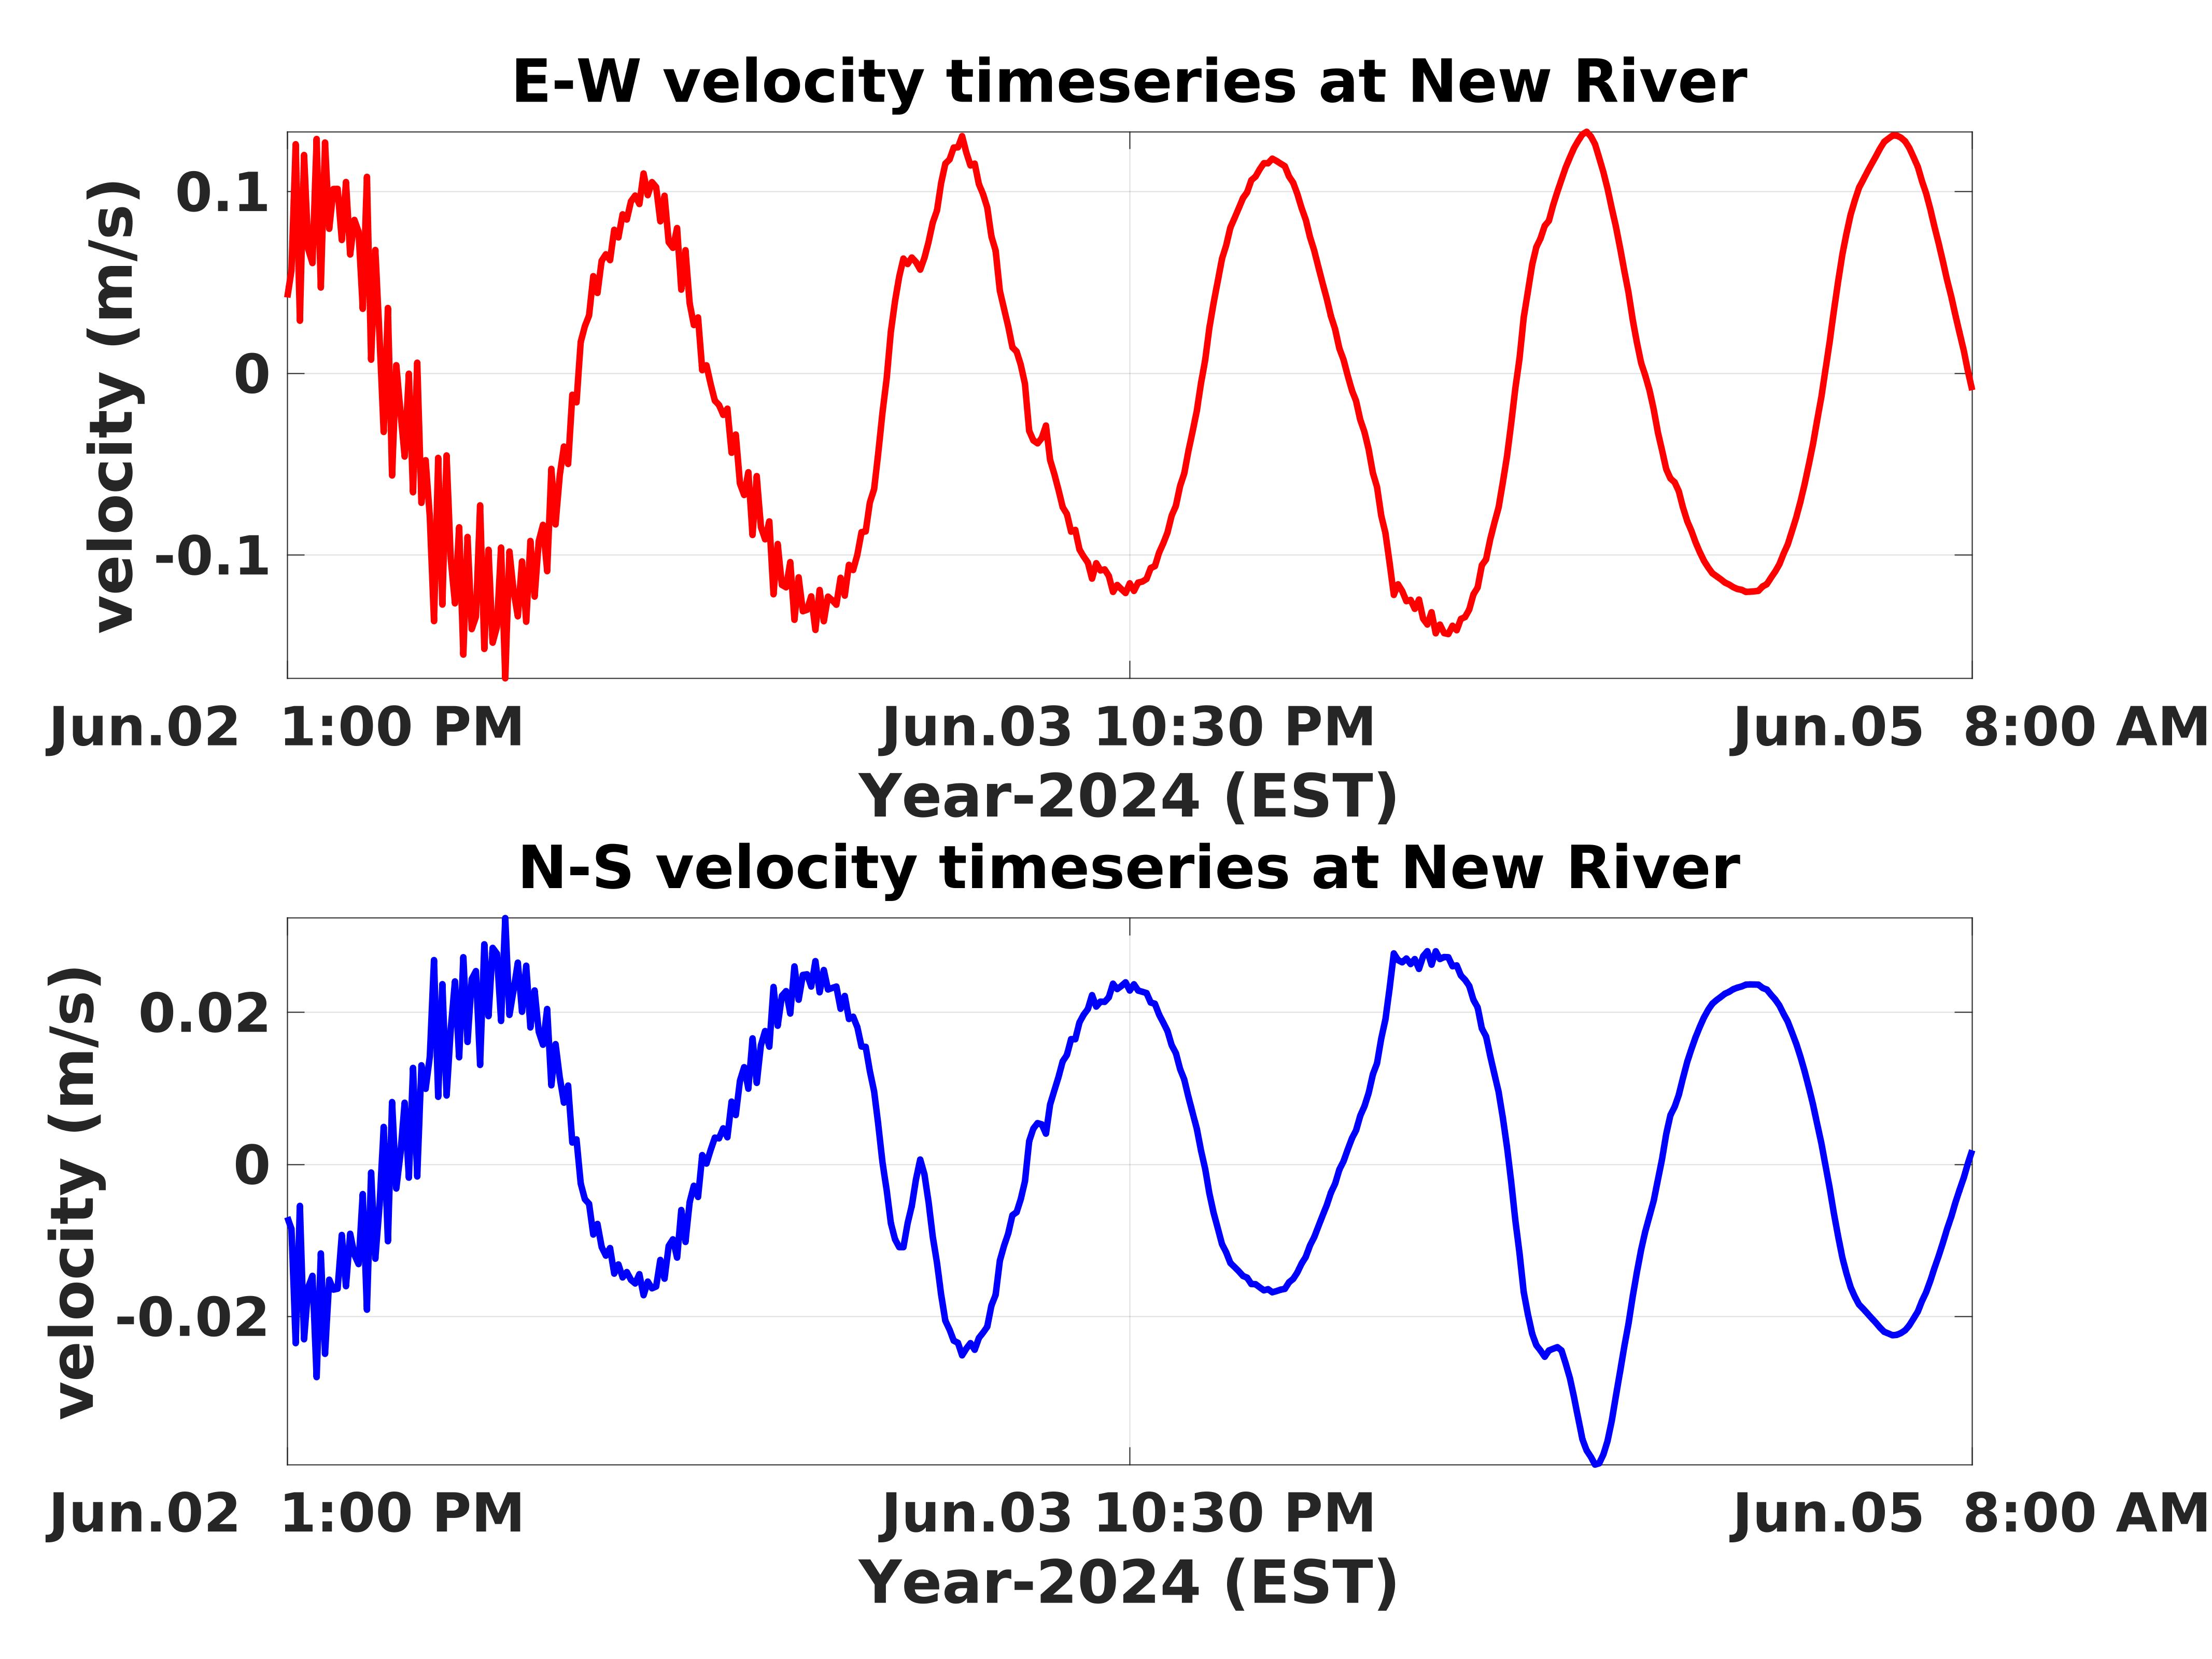 E-W velocity timeseries at New River
velocity (m/s)
0.1
0
-0.1
Jun.02 1:00 PM
Jun.03 10:30 PM
Jun.05 8:00 AM
Year-2024 (EST)
N-S velocity timeseries at New River
velocity (m/s)
0.02
0
-0.02
Jun.02 1:00 PM
Jun.03 10:30 PM
Jun.05 8:00 AM
Year-2024 (EST)